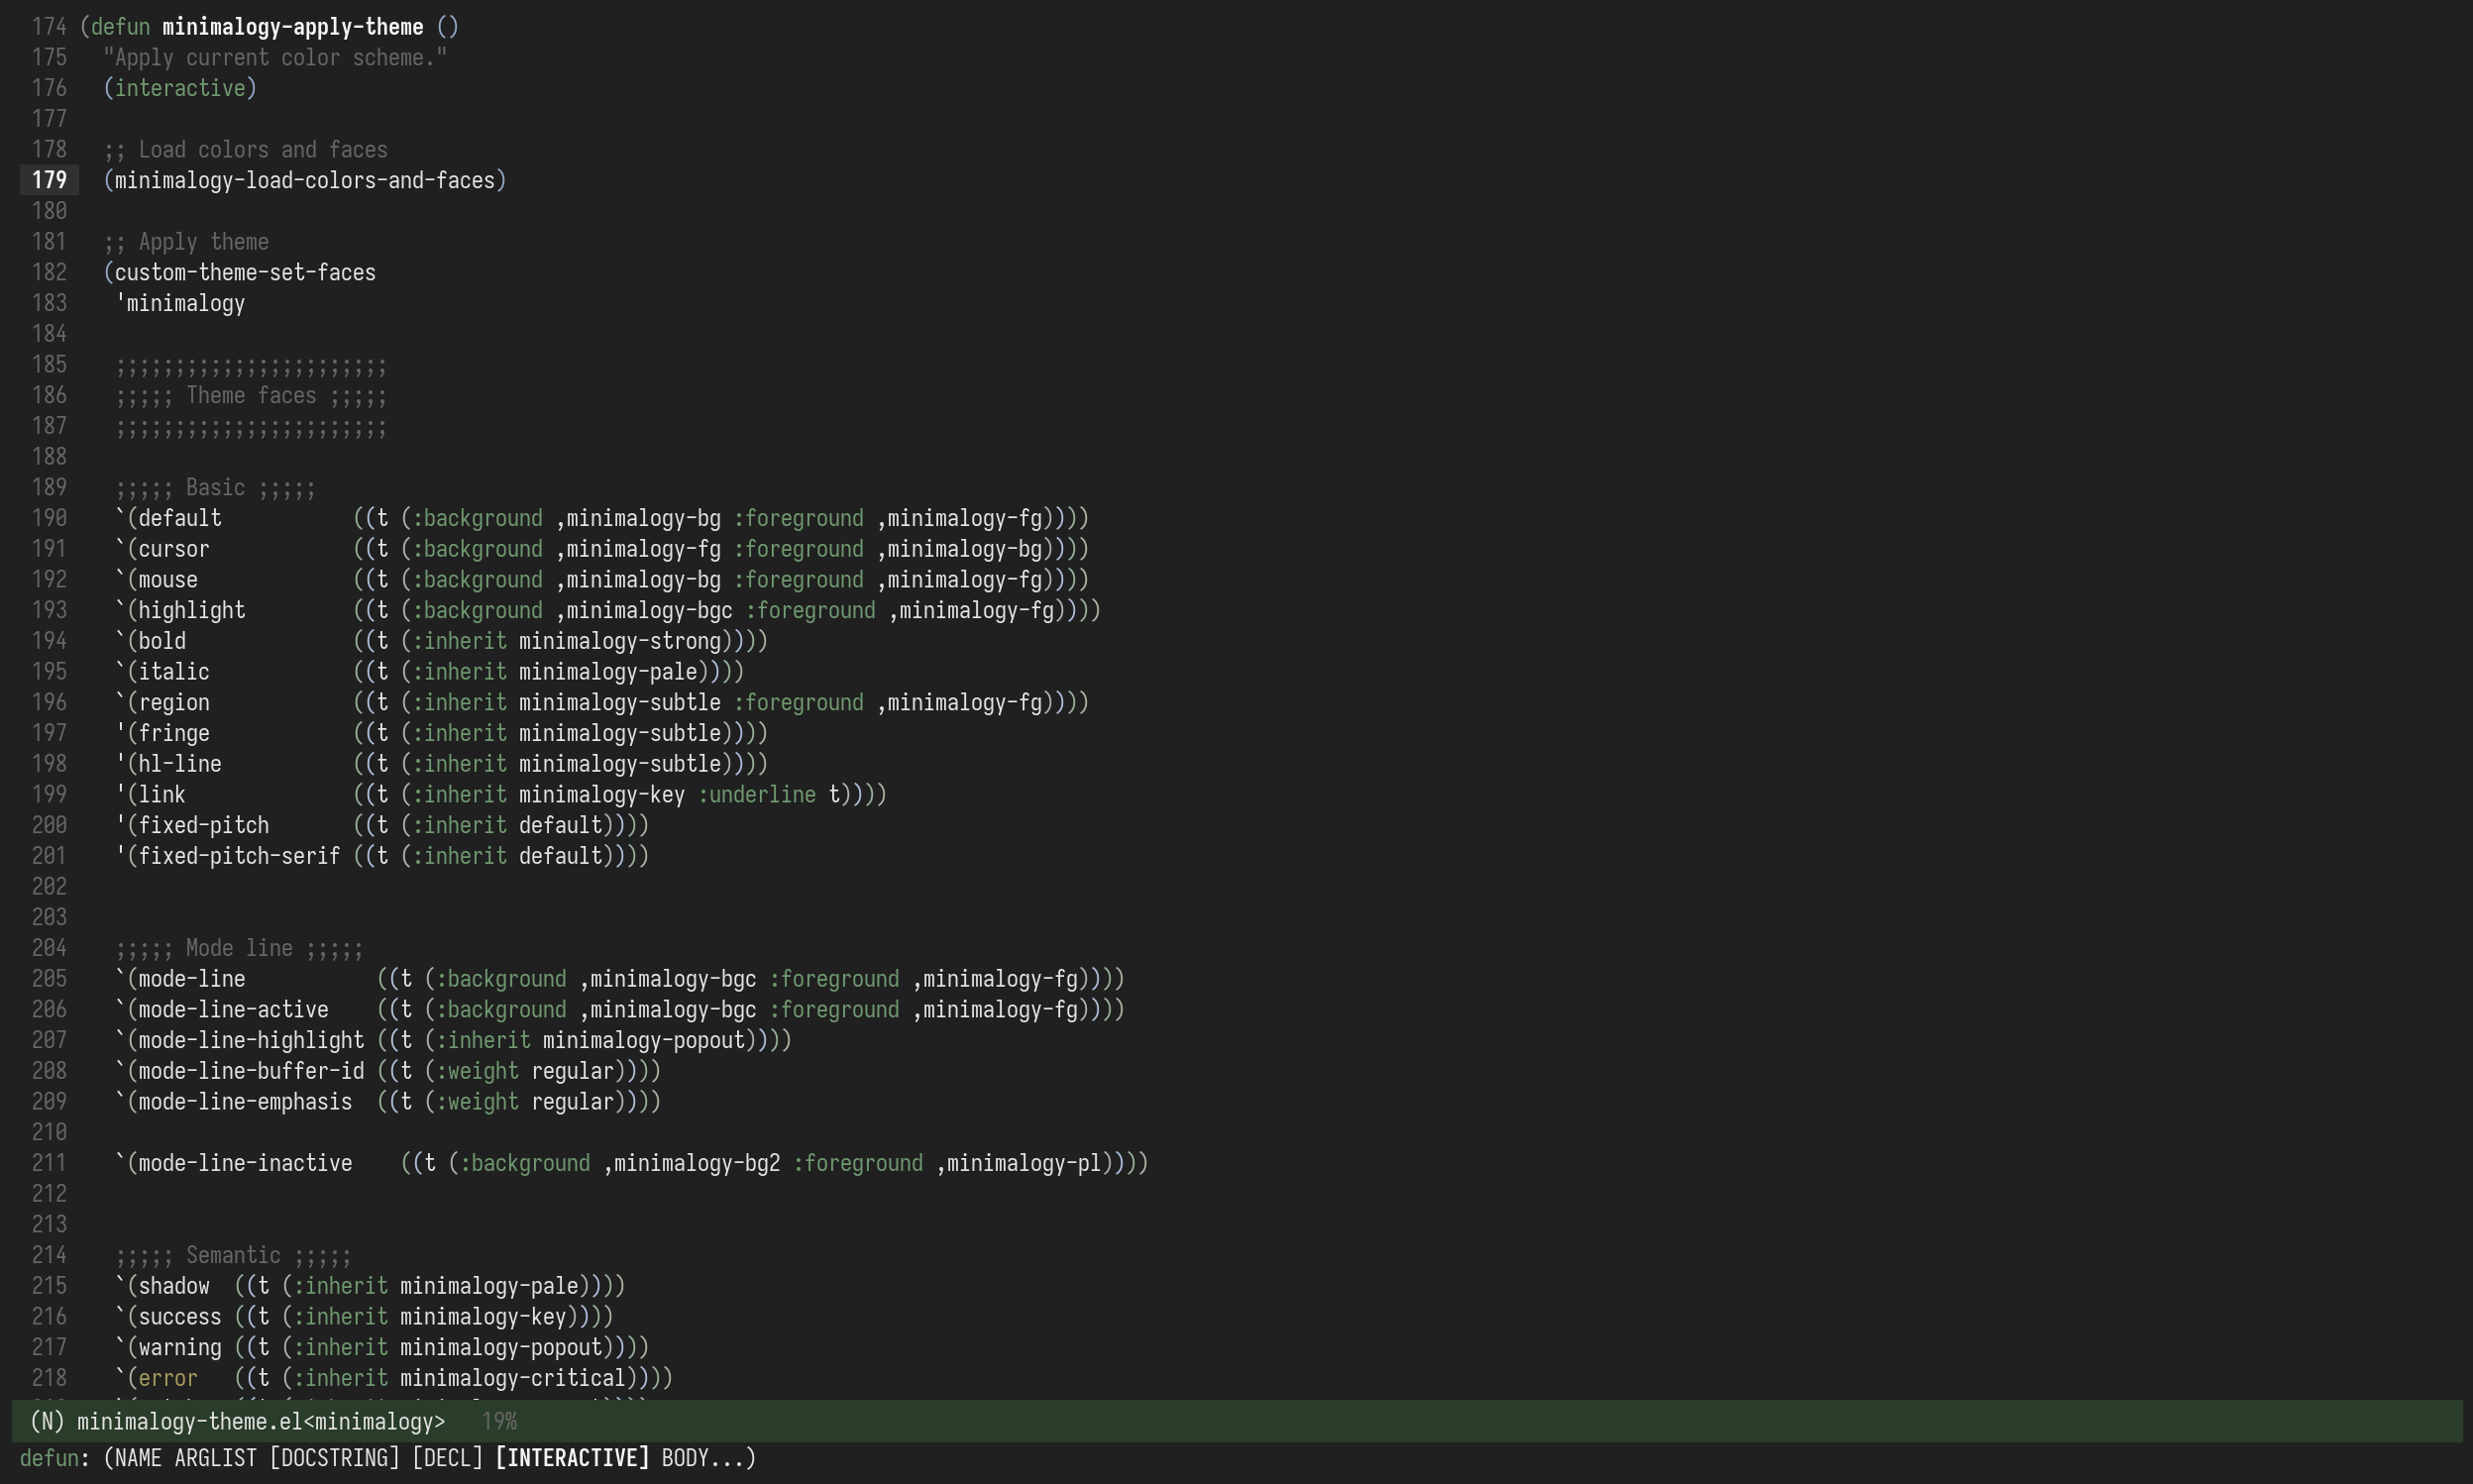 174 (defun minimalogy-apply-theme ()
175   "Apply current color scheme."
176   (interactive)
177
178   ;; Load colors and faces
179   (minimalogy-load-colors-and-faces)
180
181   ;; Apply theme
182   (custom-theme-set-faces
183    'minimalogy
184
185    ;;;;;;;;;;;;;;;;;;;;;;;
186    ;;;;; Theme faces ;;;;;
187    ;;;;;;;;;;;;;;;;;;;;;;;
188
189    ;;;;; Basic ;;;;;
190    `(default           ((t (:background ,minimalogy-bg :foreground ,minimalogy-fg))))
191    `(cursor            ((t (:background ,minimalogy-fg :foreground ,minimalogy-bg))))
192    `(mouse             ((t (:background ,minimalogy-bg :foreground ,minimalogy-fg))))
193    `(highlight         ((t (:background ,minimalogy-bgc :foreground ,minimalogy-fg))))
194    `(bold              ((t (:inherit minimalogy-strong))))
195    `(italic            ((t (:inherit minimalogy-pale))))
196    `(region            ((t (:inherit minimalogy-subtle :foreground ,minimalogy-fg))))
197    '(fringe            ((t (:inherit minimalogy-subtle))))
198    '(hl-line           ((t (:inherit minimalogy-subtle))))
199    '(link              ((t (:inherit minimalogy-key :underline t))))
200    '(fixed-pitch       ((t (:inherit default))))
201    '(fixed-pitch-serif ((t (:inherit default))))
202
203
204    ;;;;; Mode line ;;;;;
205    `(mode-line           ((t (:background ,minimalogy-bgc :foreground ,minimalogy-fg))))
206    `(mode-line-active    ((t (:background ,minimalogy-bgc :foreground ,minimalogy-fg))))
207    `(mode-line-highlight ((t (:inherit minimalogy-popout))))
208    `(mode-line-buffer-id ((t (:weight regular))))
209    `(mode-line-emphasis  ((t (:weight regular))))
210
211    `(mode-line-inactive    ((t (:background ,minimalogy-bg2 :foreground ,minimalogy-pl))))
212
213
214    ;;;;; Semantic ;;;;;
215    `(shadow  ((t (:inherit minimalogy-pale))))
216    `(success ((t (:inherit minimalogy-key))))
217    `(warning ((t (:inherit minimalogy-popout))))
218    `(error   ((t (:inherit minimalogy-critical))))
(N) minimalogy-theme.el<minimalogy>   19%
defun: (NAME ARGLIST [DOCSTRING] [DECL] [INTERACTIVE] BODY...)